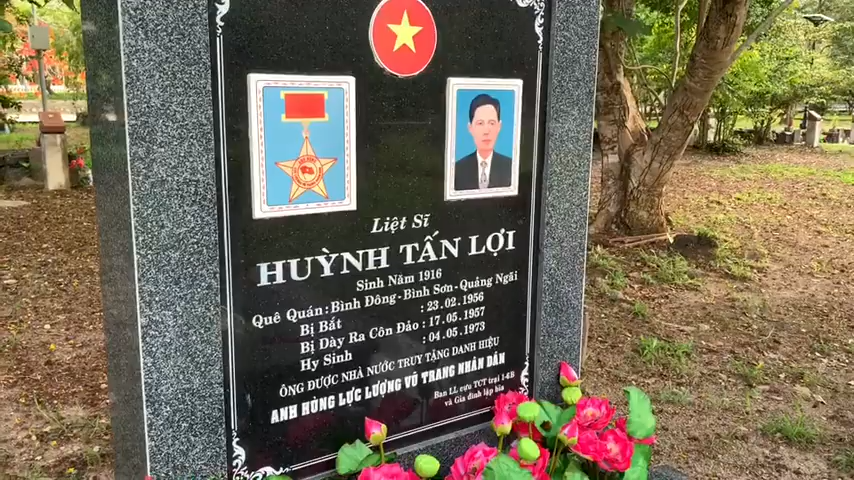 Liệt Sĩ
HUỲNH TẤN LỢI
Sinh Năm 1916
Quê Quán: Bình Đông-Bình Sơn-Quảng Ngãi
Bị Bắt : 23.02.1956
Bị Đày Ra Côn Đảo : 17.05.1957
Hy Sinh : 04.05.1973
ÔNG ĐƯỢC NHÀ NƯỚC TRUY TẶNG DANH HIỆU
ANH HÙNG LỰC LƯỢNG VŨ TRANG NHÂN DÂN
Ban LL cựu TCT trại 1-6B
và Gia đình lập bia